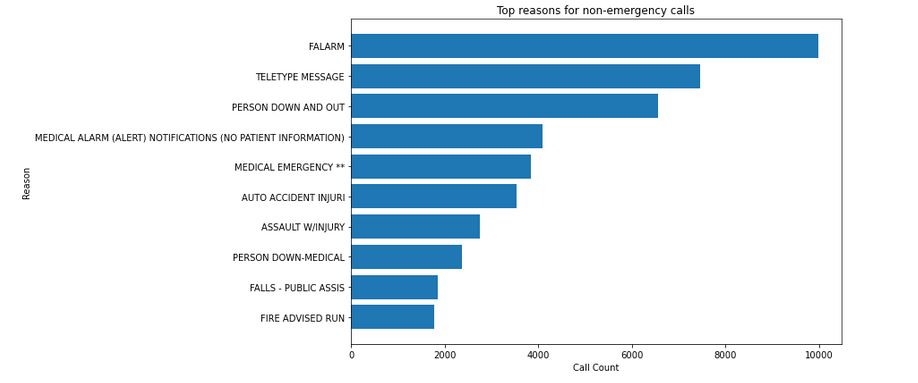 Top reasons for non-emergency calls
FALARM
TELETYPE MESSAGE
PERSON DOWN AND OUT
MEDICAL ALARM (ALERT) NOTIFICATIONS (NO PATIENT INFORMATION)
MEDICAL EMERGENCY **
AUTO ACCIDENT INJURI
ASSAULT W/INJURY
PERSON DOWN-MEDICAL
FALLS - PUBLIC ASSIS
FIRE ADVISED RUN
Reason
0 2000 4000 6000 8000 10000
Call Count